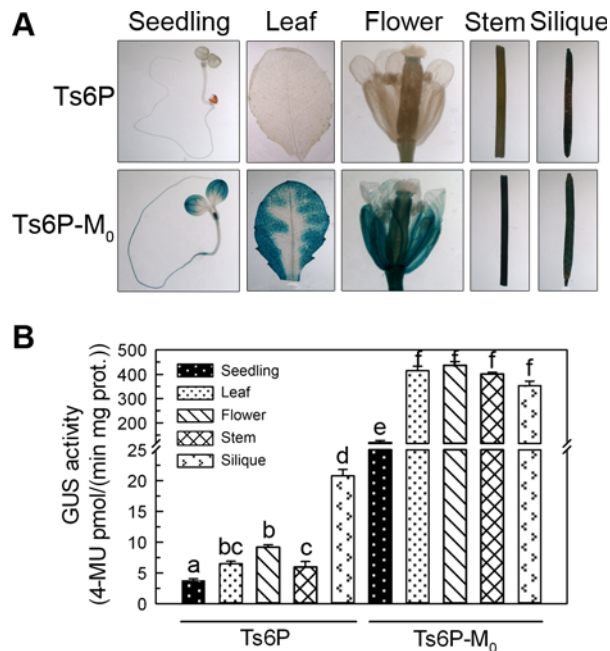 A
Seedling Leaf Flower Stem Silique
Ts6P
Ts6P-M₀
B
GUS activity
(4-MU pmol/(min mg prot.))
500
400
300
200
25
20
15
10
5
0
Seedling
Leaf
Flower
Stem
Silique
a
bc
b
c
d
e
f
f
f
f
Ts6P
Ts6P-M₀